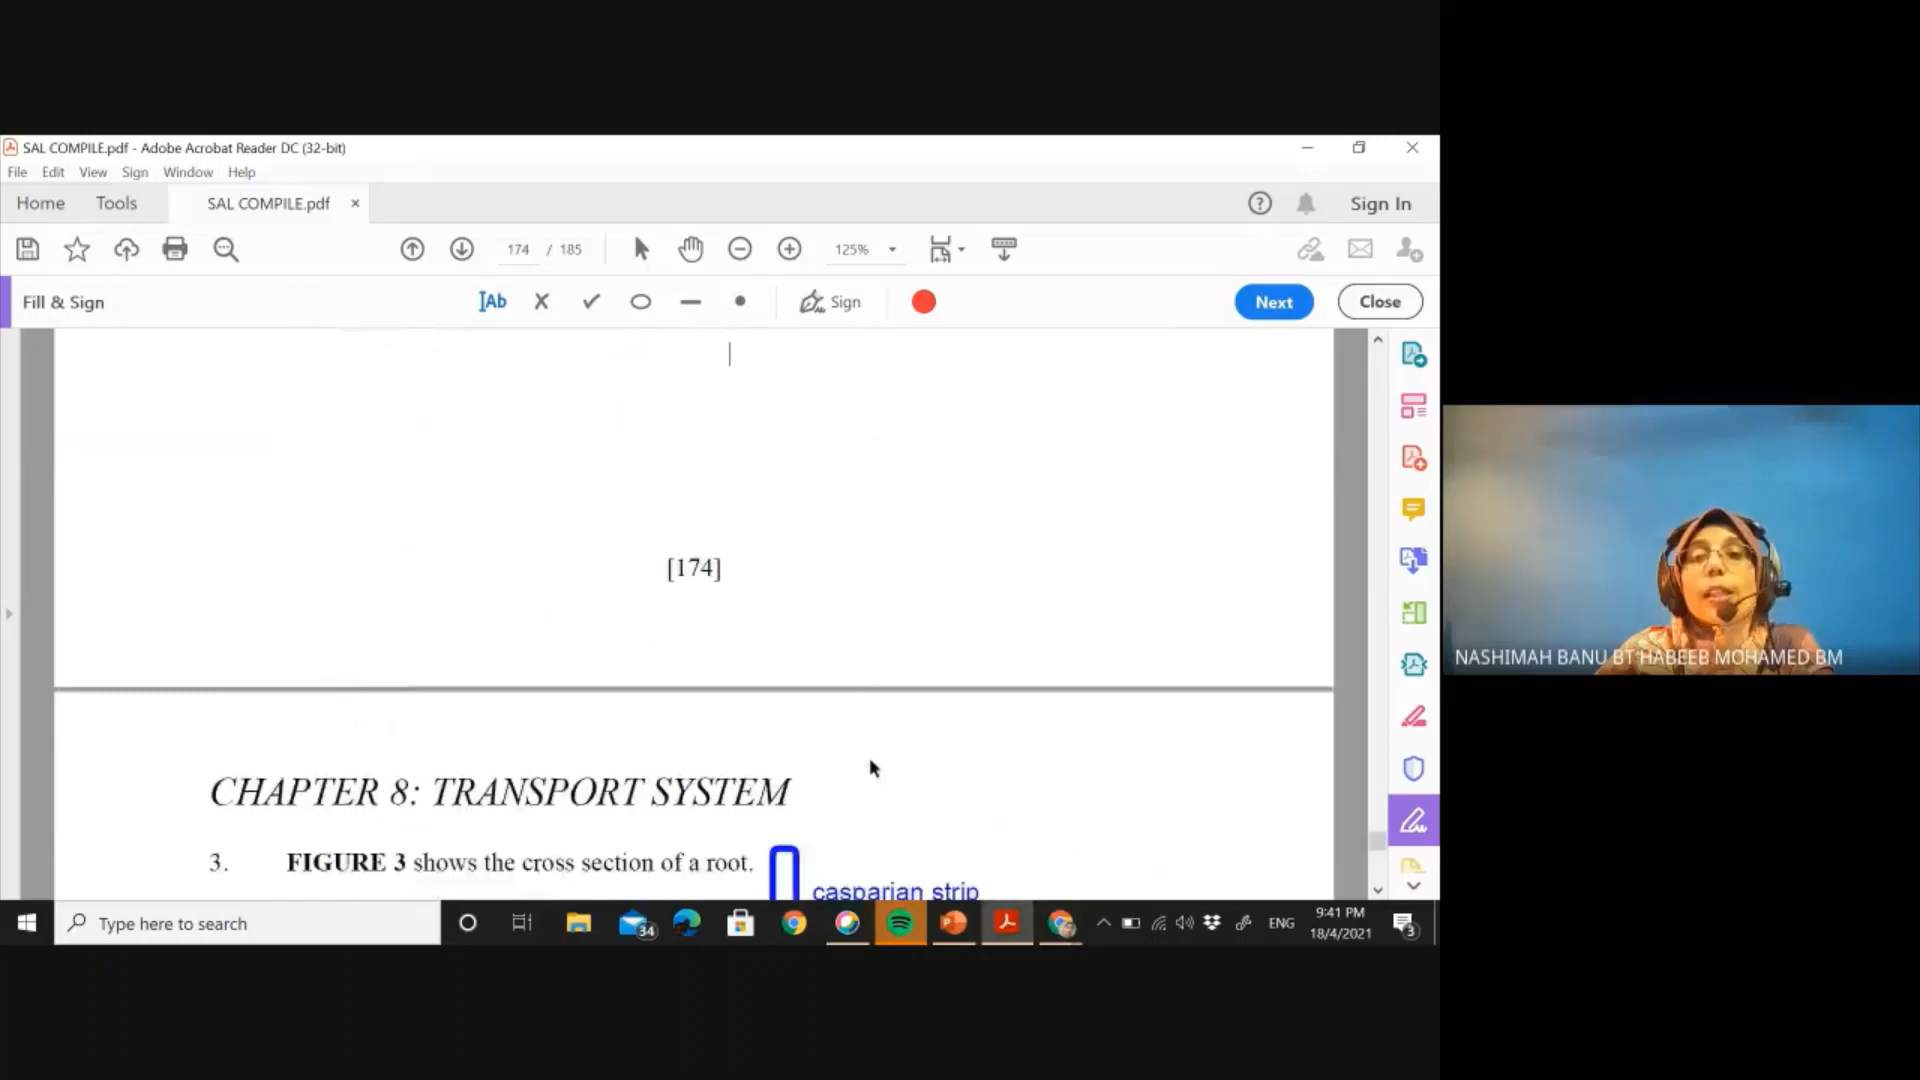 SAL COMPILE.pdf - Adobe Acrobat Reader DC (32-bit)
File Edit View Sign Window Help
Home Tools SAL COMPILE.pdf × Sign In
174 / 185 125%
Fill & Sign IAb Sign Next Close
[174]
CHAPTER 8: TRANSPORT SYSTEM
3. FIGURE 3 shows the cross section of a root.
casparian strip
NASHIMAH BANU BT HABEEB MOHAMED BM
Type here to search 34 ENG 9:41 PM 3
18/4/2021